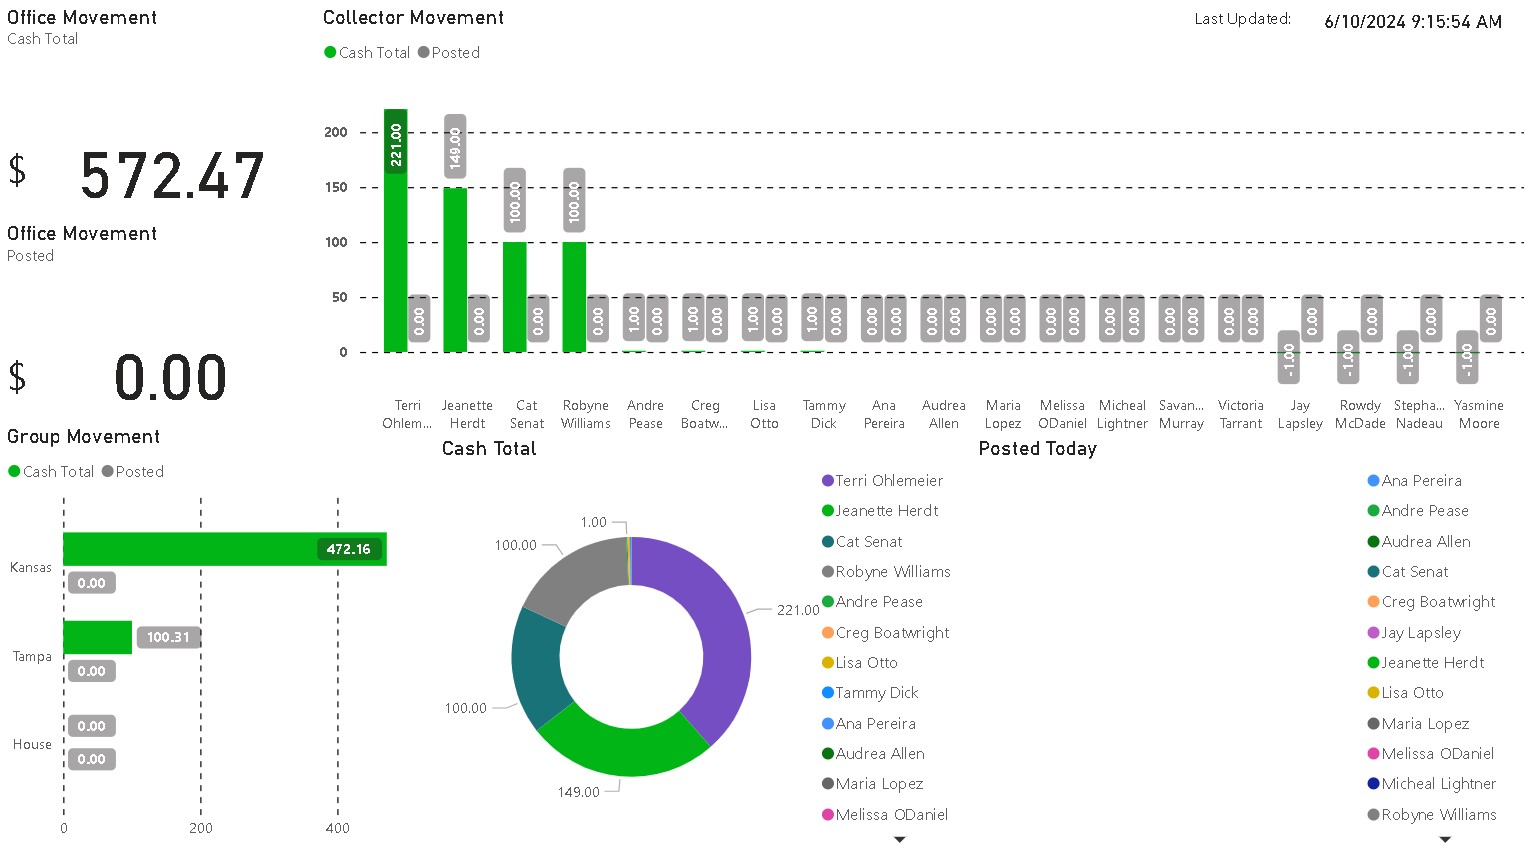 Office Movement
Cash Total
$ 572.47
Office Movement
Posted
$ 0.00
Collector Movement
Cash Total Posted
Last Updated: 6/10/2024 9:15:54 AM
200
150
100
50
0
221.00 0.00
149.00 0.00
100.00 0.00
100.00 0.00
1.00 0.00
1.00 0.00
1.00 0.00
1.00 0.00
0.00 0.00
0.00 0.00
0.00 0.00
0.00 0.00
0.00 0.00
0.00 0.00
0.00 0.00
-1.00 0.00
-1.00 0.00
-1.00 0.00
-1.00 0.00
Terri Jeanette Cat Robyne Andre Creg Lisa Tammy Ana Audrea Maria Melissa Micheal Savan... Victoria Jay Rowdy Stepha... Yasmine
Ohlem... Herdt Senat Williams Pease Boatw... Otto Dick Pereira Allen Lopez ODaniel Lightner Murray Tarrant Lapsley McDade Nadeau Moore
Group Movement
Cash Total Posted
Kansas
472.16
0.00
Tampa
100.31
0.00
House
0.00
0.00
0 200 400
Cash Total
1.00
100.00
221.00
100.00
149.00
Terri Ohlemeier
Jeanette Herdt
Cat Senat
Robyne Williams
Andre Pease
Creg Boatwright
Lisa Otto
Tammy Dick
Ana Pereira
Audrea Allen
Maria Lopez
Melissa ODaniel
Posted Today
Ana Pereira
Andre Pease
Audrea Allen
Cat Senat
Creg Boatwright
Jay Lapsley
Jeanette Herdt
Lisa Otto
Maria Lopez
Melissa ODaniel
Micheal Lightner
Robyne Williams